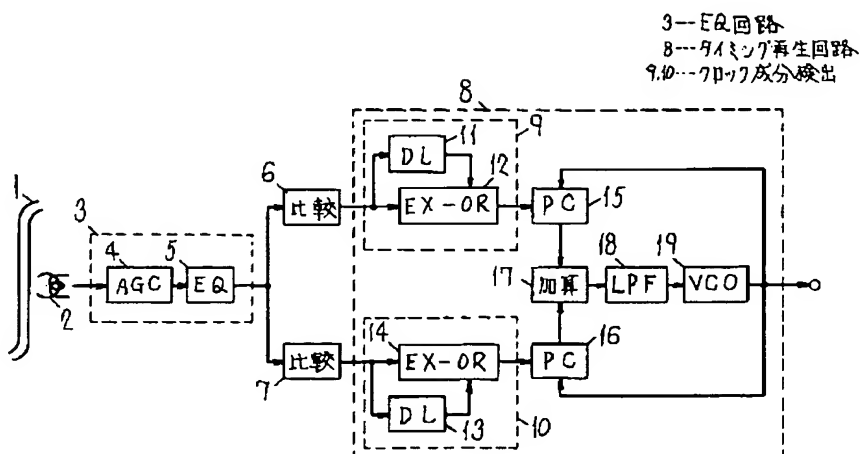 3---EQ回路
8---タイミング再生回路
9,10---クロック成分検出
8
11
9
DL
12
1
6
比較
EX-OR
PC
15
3
4
5
18
19
AGC
EQ
17
加算
LPF
VCO
2
14
16
比較
EX-OR
PC
7
DL
13
10